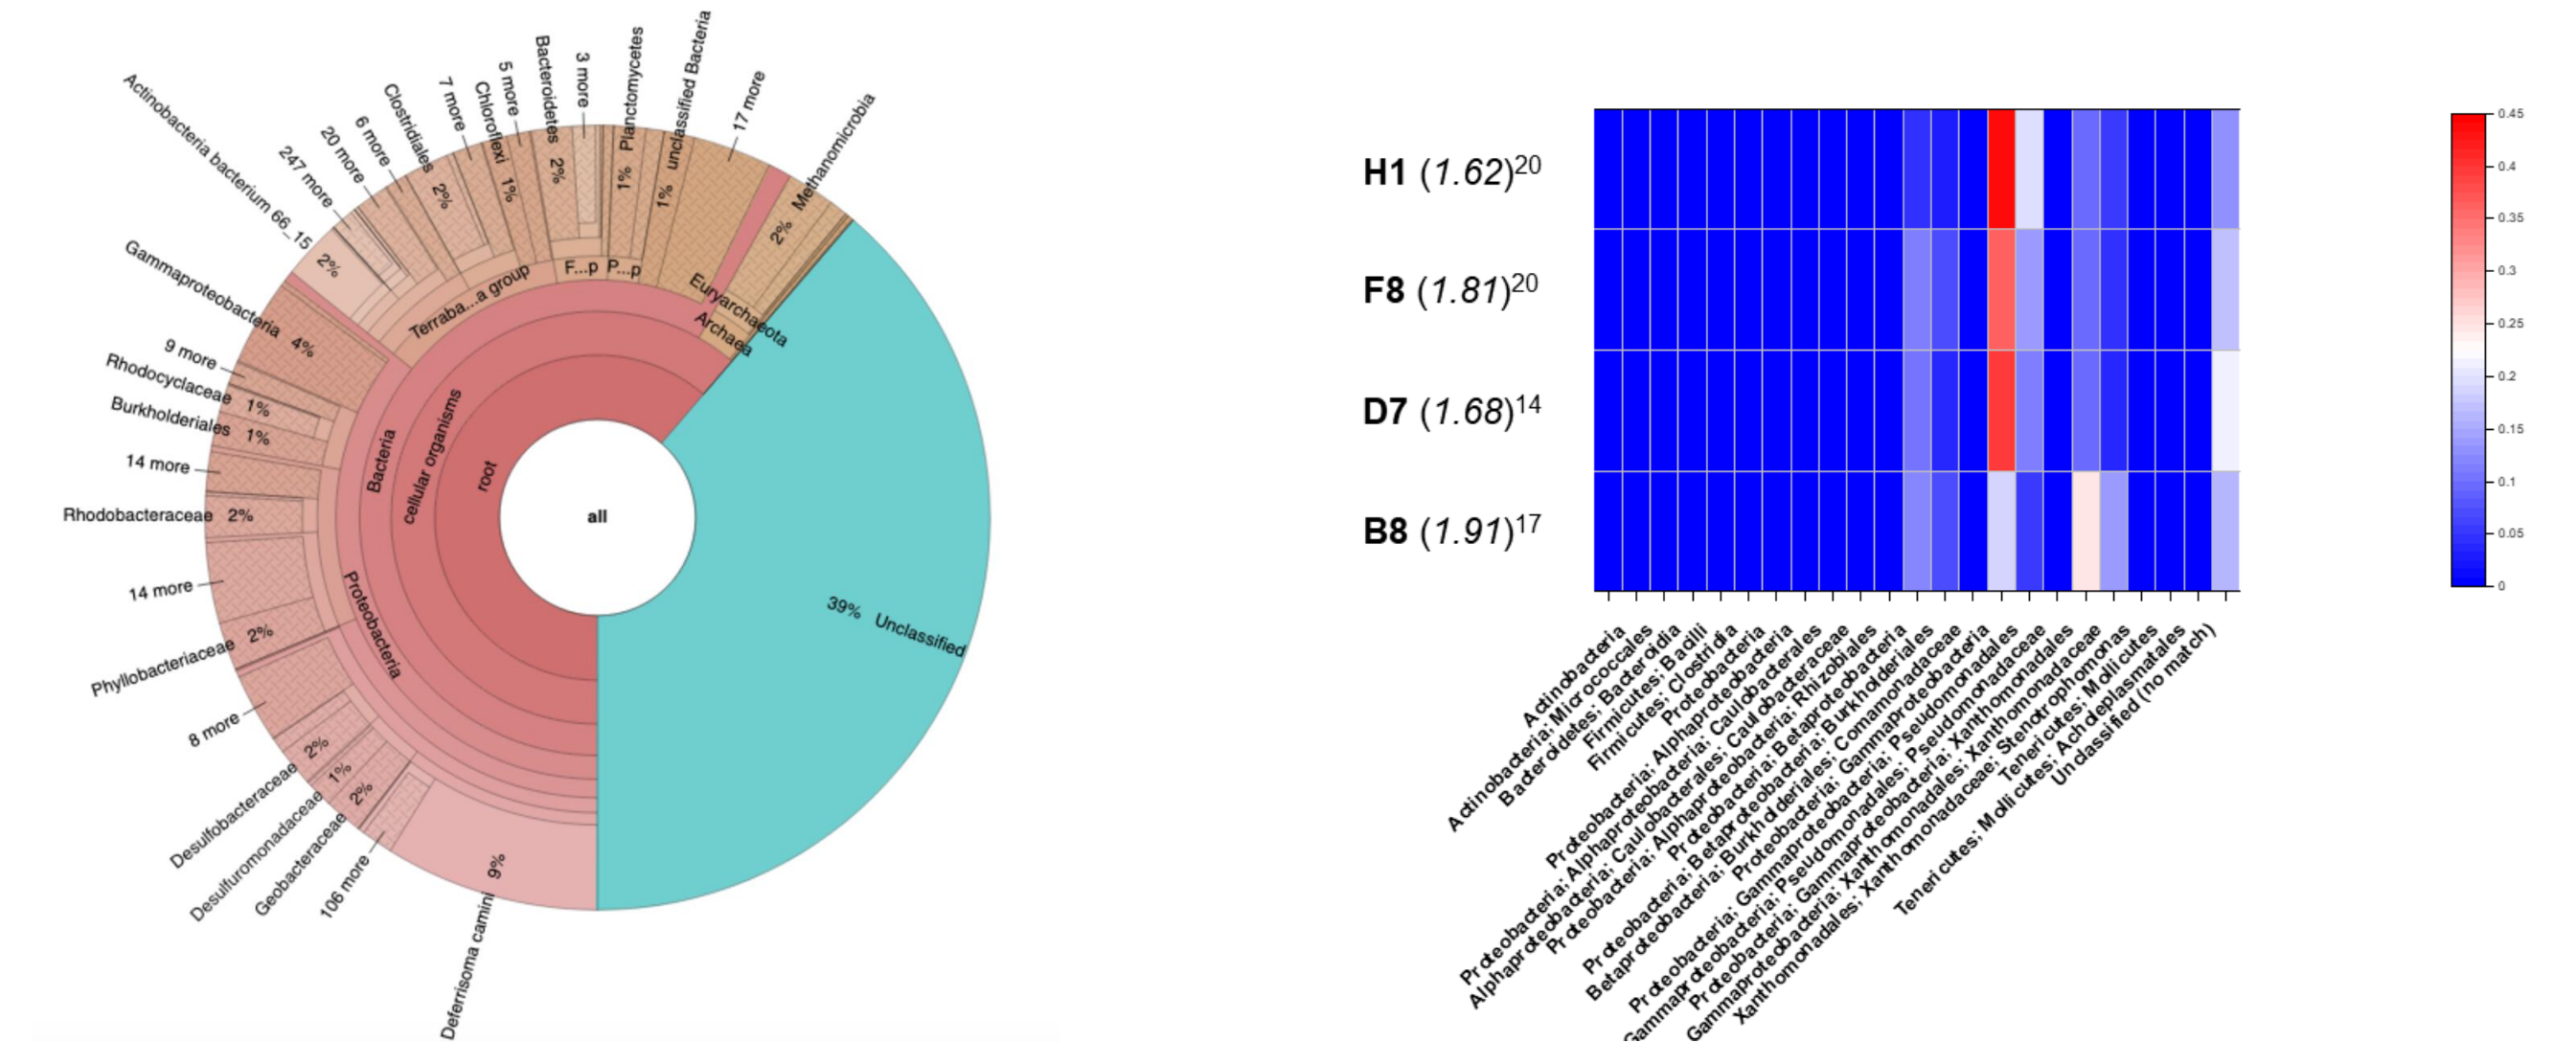 Actinobacteria bacterium 66_15
2%
247 more
20 more
6 more
Clostridiales
2%
7 more
Chloroflexi 1%
5 more
Bacteroidetes 2%
3 more
1% Planctomycetes
1% unclassified Bacteria
17 more
2% Methanomicrobia
Gammaproteobacteria 4%
9 more
Rhodocyclaceae 1%
Burkholderiales 1%
14 more
Rhodobacteraceae 2%
14 more
Phyllobacteriaceae 2%
8 more
Desulfobacteraceae 2%
Desulfuromonadaceae 1%
Geobacteraceae 2%
106 more
Deferrisoma camini 9%
Terraba...a group
F...p
P...p
Euryarchaeota
Archaea
Bacteria
cellular organisms
root
all
Proteobacteria
39% Unclassified
H1 (1.62)20
F8 (1.81)20
D7 (1.68)14
B8 (1.91)17
0.45
0.4
0.35
0.3
0.25
0.2
0.15
0.1
0.05
0
Actinobacteria
Actinobacteria; Micrococcales
Bacteroidetes; Bacteroidia
Firmicutes; Bacilli
Firmicutes; Clostridia
Proteobacteria
Proteobacteria; Alphaproteobacteria
Proteobacteria; Alphaproteobacteria; Caulobacterales
Alphaproteobacteria; Caulobacterales; Caulobacteraceae
Proteobacteria; Alphaproteobacteria; Rhizobiales
Proteobacteria; Betaproteobacteria
Proteobacteria; Betaproteobacteria; Burkholderiales
Betaproteobacteria; Burkholderiales; Comamonadaceae
Proteobacteria; Gammaproteobacteria
Proteobacteria; Gammaproteobacteria; Pseudomonadales
Gammaproteobacteria; Pseudomonadales; Pseudomonadaceae
Proteobacteria; Gammaproteobacteria; Xanthomonadales
Gammaproteobacteria; Xanthomonadales; Xanthomonadaceae
Xanthomonadales; Xanthomonadaceae; Stenotrophomonas
Tenericutes; Mollicutes
Tenericutes; Mollicutes; Acholeplasmatales
Unclassified (no match)